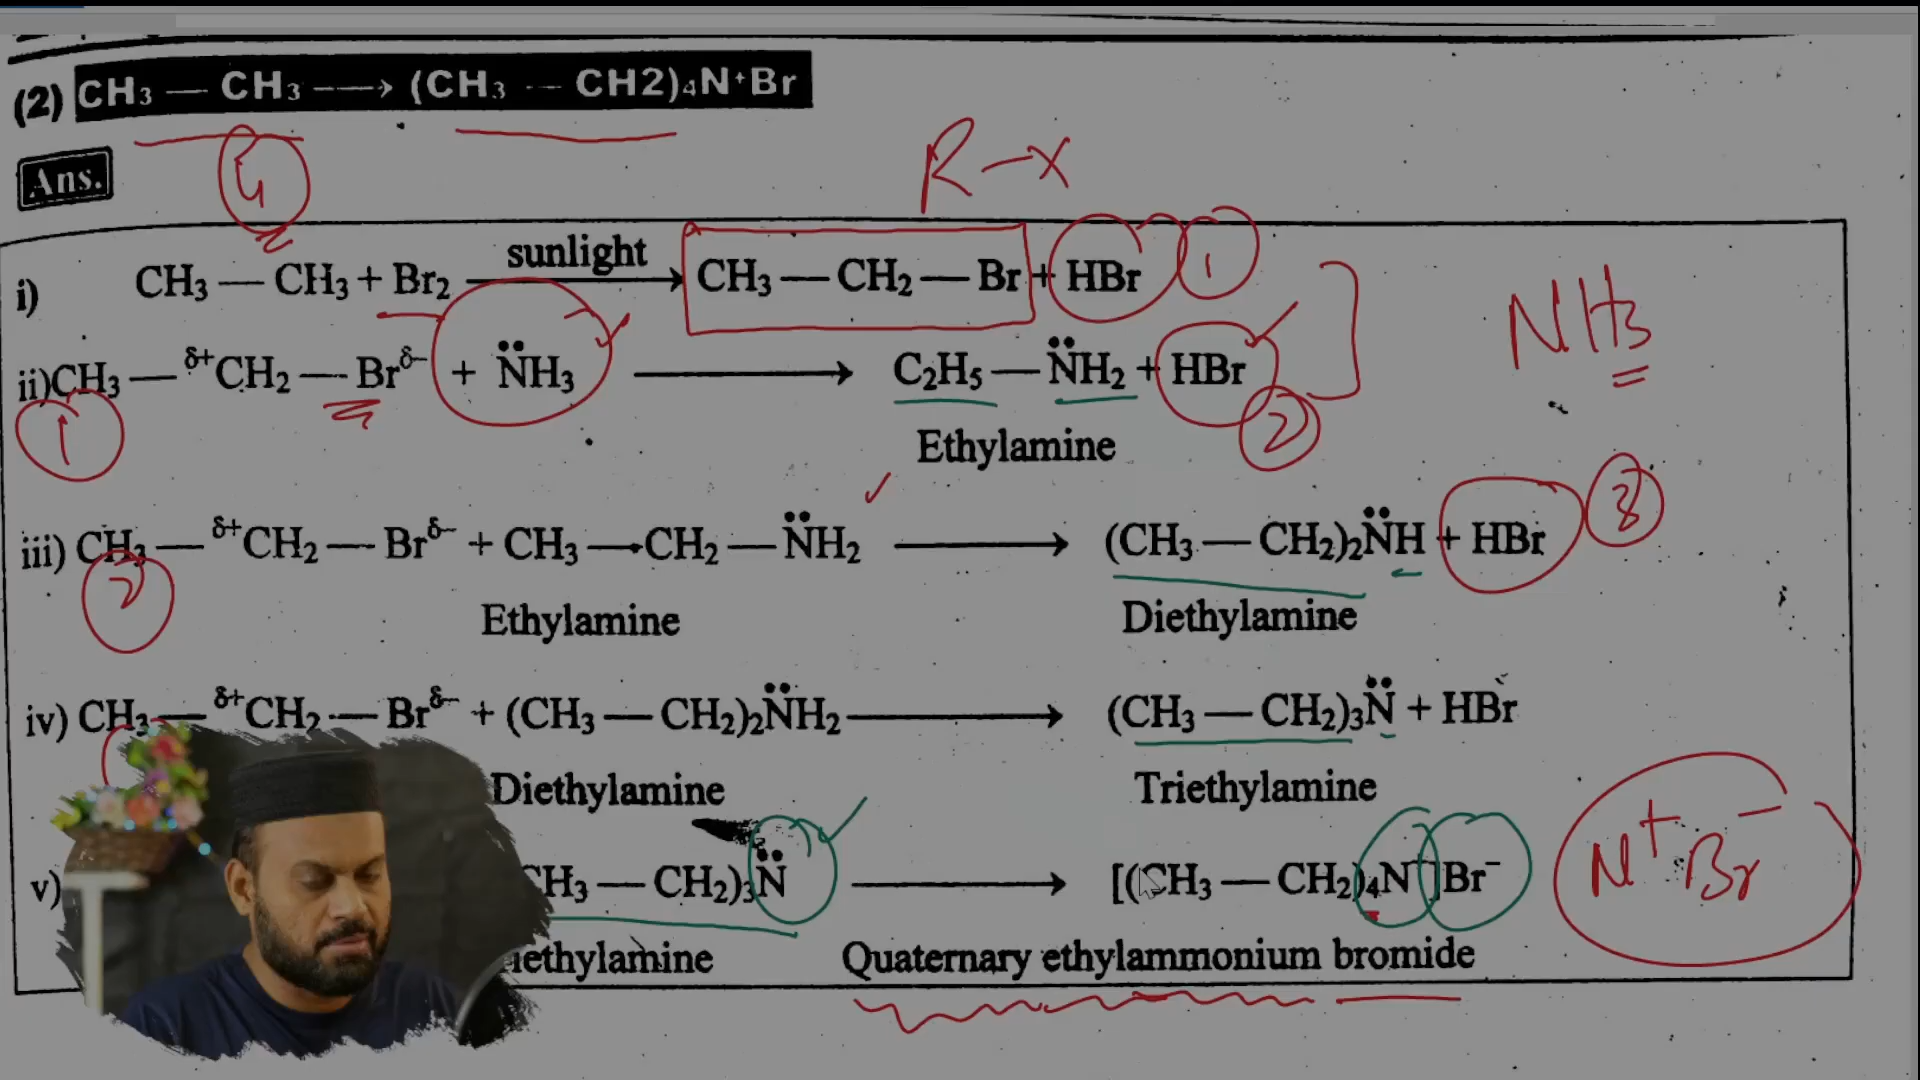 (2) CH₃ — CH₃ ---→ (CH₃ --- CH2)₄N⁺Br
R-X
Ans.
4
i) CH₃ — CH₃ + Br₂ sunlight → CH₃ — CH₂ — Br + HBr 1
NH₃
ii) CH₃ — δ+CH₂ — Brδ− + N̈H₃ → C₂H₅ — N̈H₂ + HBr
1
2
Ethylamine
iii) CH₃ — δ+CH₂ — Brδ− + CH₃ → CH₂ — N̈H₂ → (CH₃ — CH₂)₂N̈H + HBr 3
2
Ethylamine Diethylamine
iv) CH₃ — δ+CH₂ — Brδ− + (CH₃ — CH₂)₂N̈H₂ → (CH₃ — CH₂)₃N̈ + HBr
Diethylamine Triethylamine
v) CH₃ — CH₂)₃N̈ → [(CH₃ — CH₂)₄N⁺]Br⁻ N⁺Br⁻
iethylamine Quaternary ethylammonium bromide